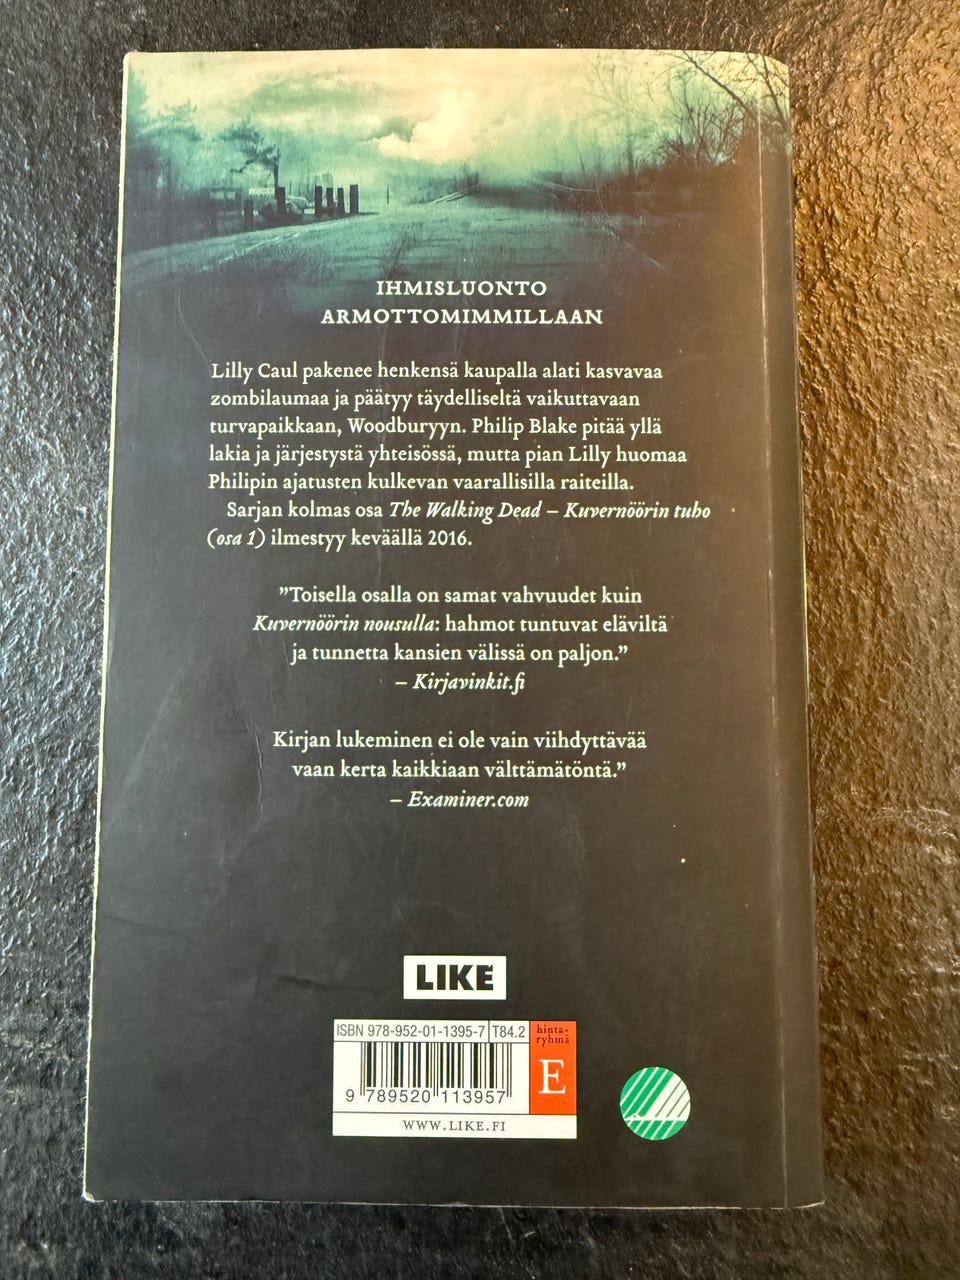 IHMISLUONTO
ARMOTTOMIMMILLAAN
Lilly Caul pakenee henkensä kaupalla alati kasvavaa
zombilaumaa ja päätyy täydelliseltä vaikuttavaan
turvapaikkaan, Woodburyyn. Philip Blake pitää yllä
lakia ja järjestystä yhteisössä, mutta pian Lilly huomaa
Philipin ajatusten kulkevan vaarallisilla raiteilla.
Sarjan kolmas osa The Walking Dead – Kuvernöörin tuho
(osa 1) ilmestyy keväällä 2016.
”Toisella osalla on samat vahvuudet kuin
Kuvernöörin nousulla: hahmot tuntuvat eläviltä
ja tunnetta kansien välissä on paljon.”
– Kirjavinkit.fi
Kirjan lukeminen ei ole vain viihdyttävää
vaan kerta kaikkiaan välttämätöntä.”
– Examiner.com
LIKE
ISBN 978-952-01-1395-7 T84.2
hinta-
ryhmä
E
9 789520 113957
WWW.LIKE.FI